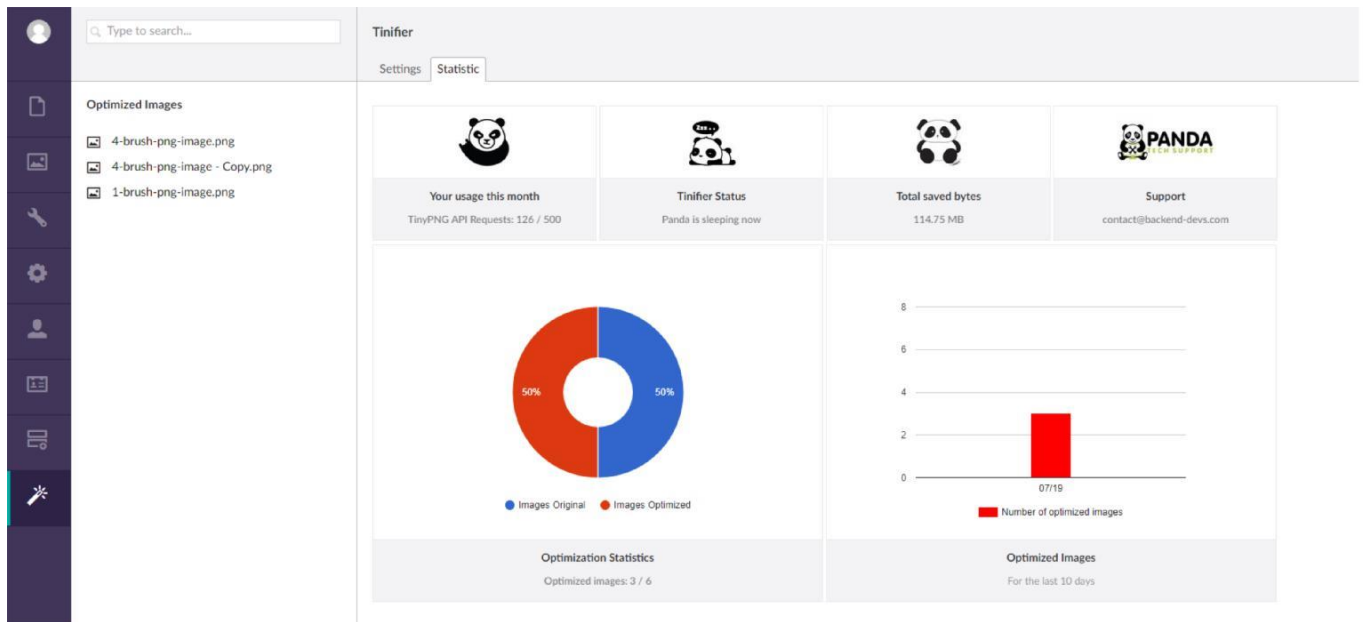 Type to search...
Optimized Images
4-brush-png-image.png
4-brush-png-image - Copy.png
1-brush-png-image.png
Tinifier
Settings
Statistic
Your usage this month
TinyPNG API Requests: 126 / 500
Zzz..
Tinifier Status
Panda is sleeping now
Total saved bytes
114.75 MB
PANDA
TECH SUPPORT
Support
contact@backend-devs.com
50%
50%
Images Original
Images Optimized
Optimization Statistics
Optimized images: 3 / 6
8
6
4
2
0
07/19
Number of optimized images
Optimized Images
For the last 10 days